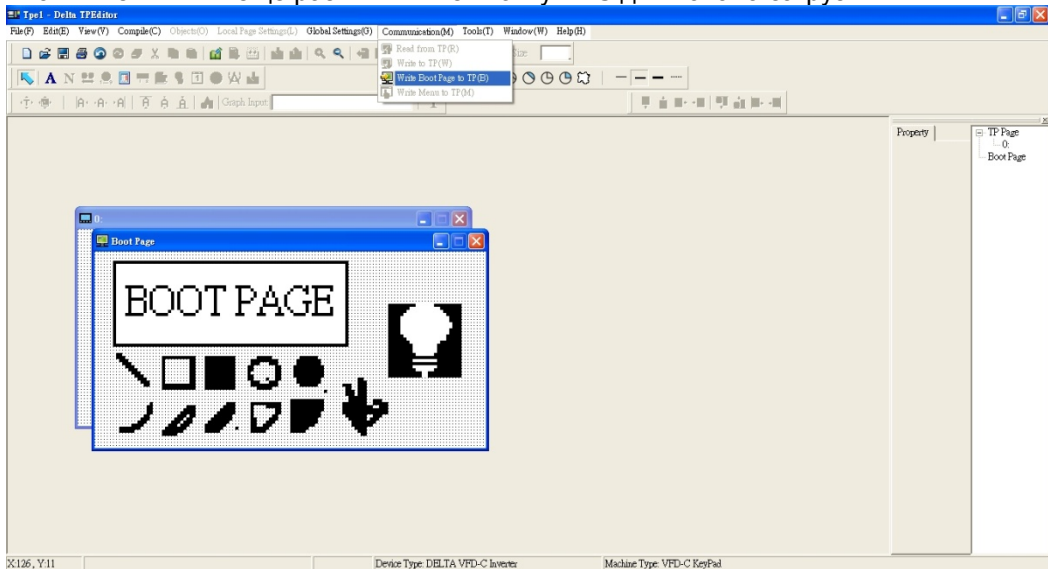 Tpe1 - Delta TPEditor
File(F) Edit(E) View(V) Compile(C) Objects(O) Local Page Settings(L) Global Settings(G) Communication(M) Tools(T) Window(W) Help(H)
Read from TP(R)
Write to TP(W)
Write Boot Page to TP(B)
Write Menu to TP(M)
Graph Input
Property
TP Page
0:
Boot Page
0:
Boot Page
BOOT PAGE
X:126, Y:11 Device Type: DELTA VFD-C Inverter Machine Type: VFD-C KeyPad